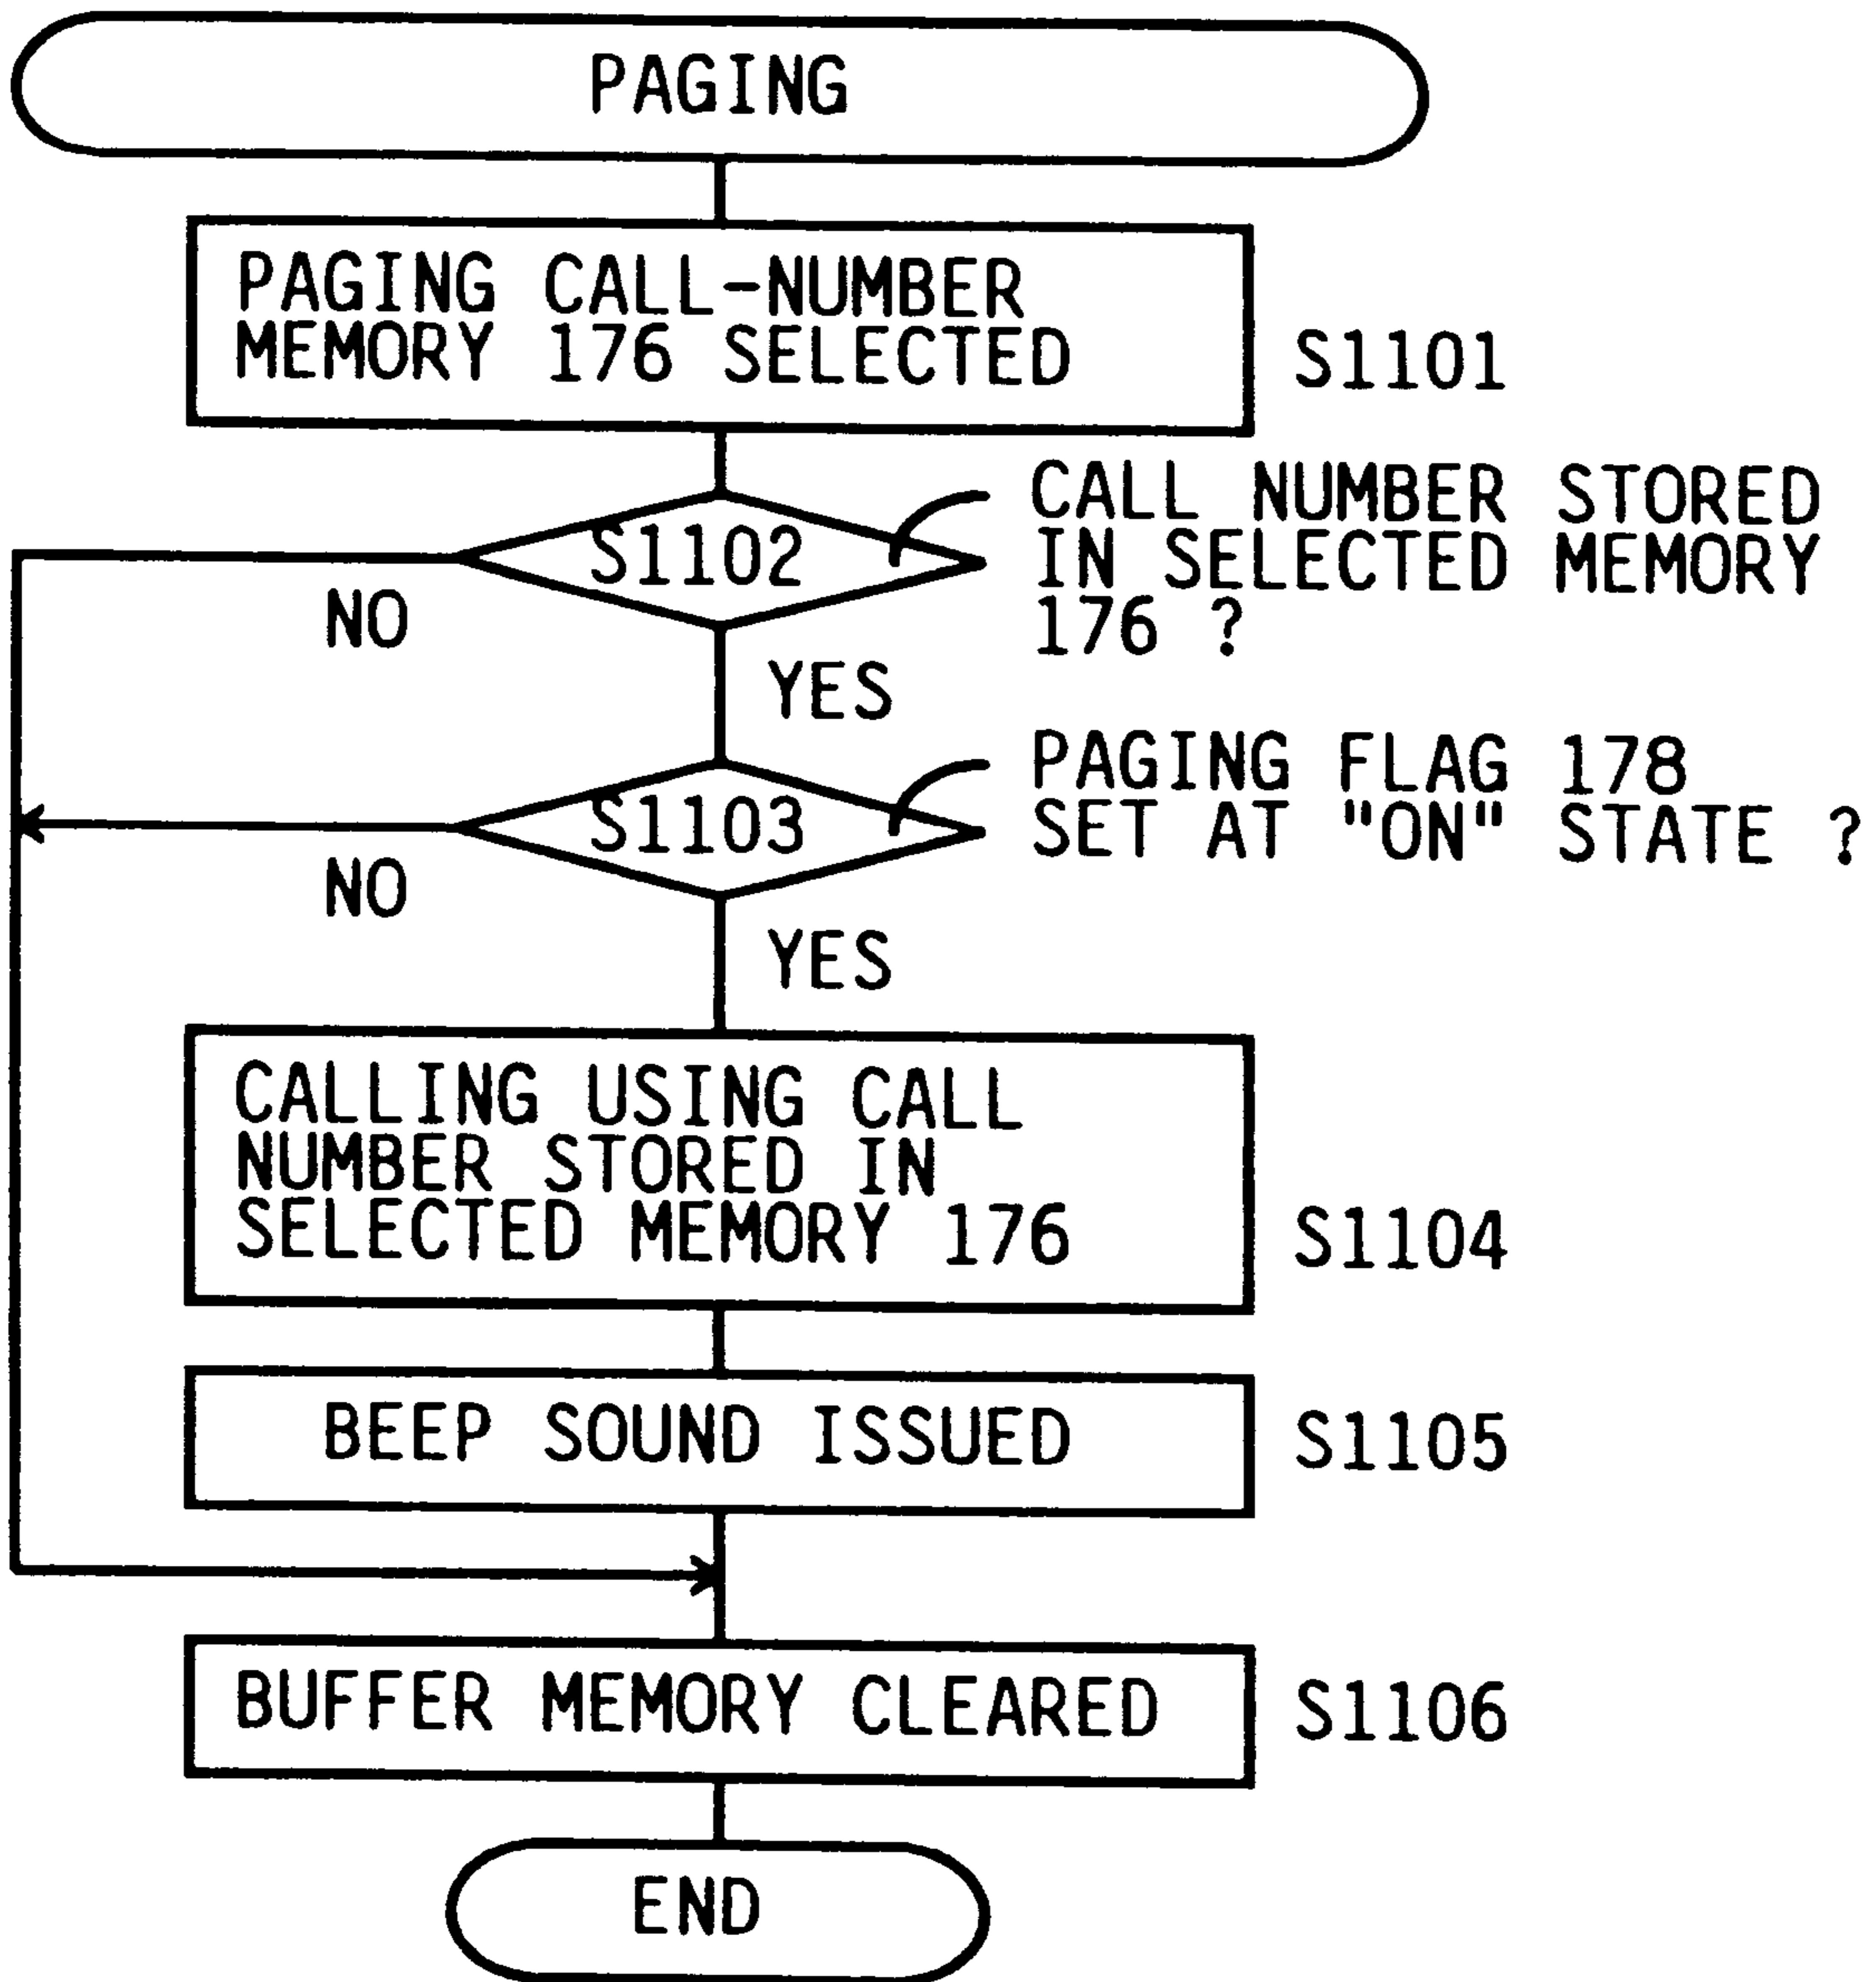 PAGING
PAGING CALL-NUMBER
MEMORY 176 SELECTED
S1101
S1102
CALL NUMBER STORED
IN SELECTED MEMORY
176 ?
NO
YES
S1103
PAGING FLAG 178
SET AT "ON" STATE ?
NO
YES
CALLING USING CALL
NUMBER STORED IN
SELECTED MEMORY 176
S1104
BEEP SOUND ISSUED
S1105
BUFFER MEMORY CLEARED
S1106
END